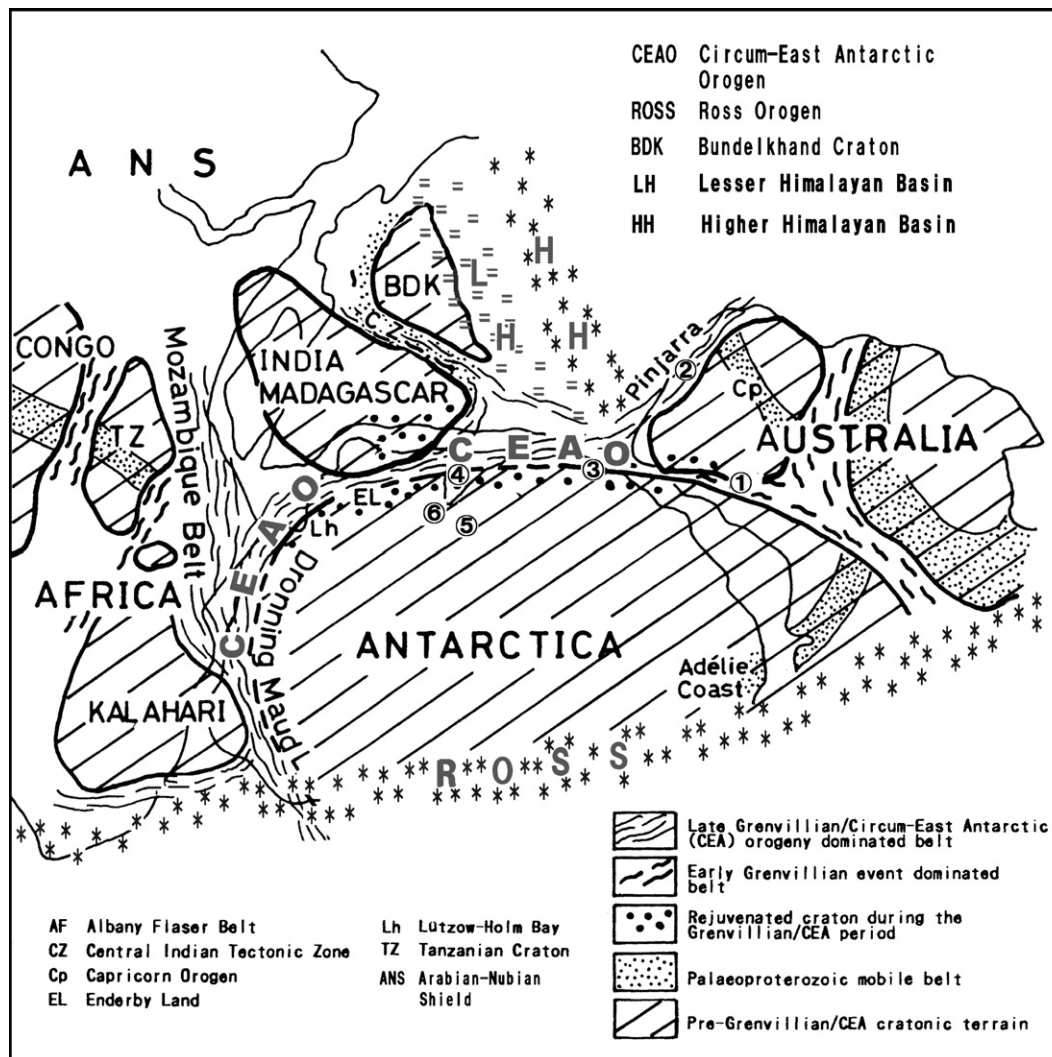 CEAO Circum-East Antarctic
Orogen
ROSS Ross Orogen
BDK Bundelkhand Craton
LH Lesser Himalayan Basin
HH Higher Himalayan Basin
A N S
BDK
L H
H H
CZ
CONGO
TZ
Mozambique Belt
INDIA
MADAGASCAR
Pinjarra
②
Cp
AUSTRALIA
C E A O
④
③
①
EL
Lh
⑥
⑤
C E A O
Dronning Maud L
AFRICA
ANTARCTICA
KALAHARI
Adélie
Coast
R O S S
Late Grenvillian/Circum-East Antarctic
(CEA) orogeny dominated belt
Early Grenvillian event dominated
belt
Rejuvenated craton during the
Grenvillian/CEA period
Palaeoproterozoic mobile belt
Pre-Grenvillian/CEA cratonic terrain
AF Albany Flaser Belt
CZ Central Indian Tectonic Zone
Cp Capricorn Orogen
EL Enderby Land
Lh Lützow-Holm Bay
TZ Tanzanian Craton
ANS Arabian-Nubian
Shield